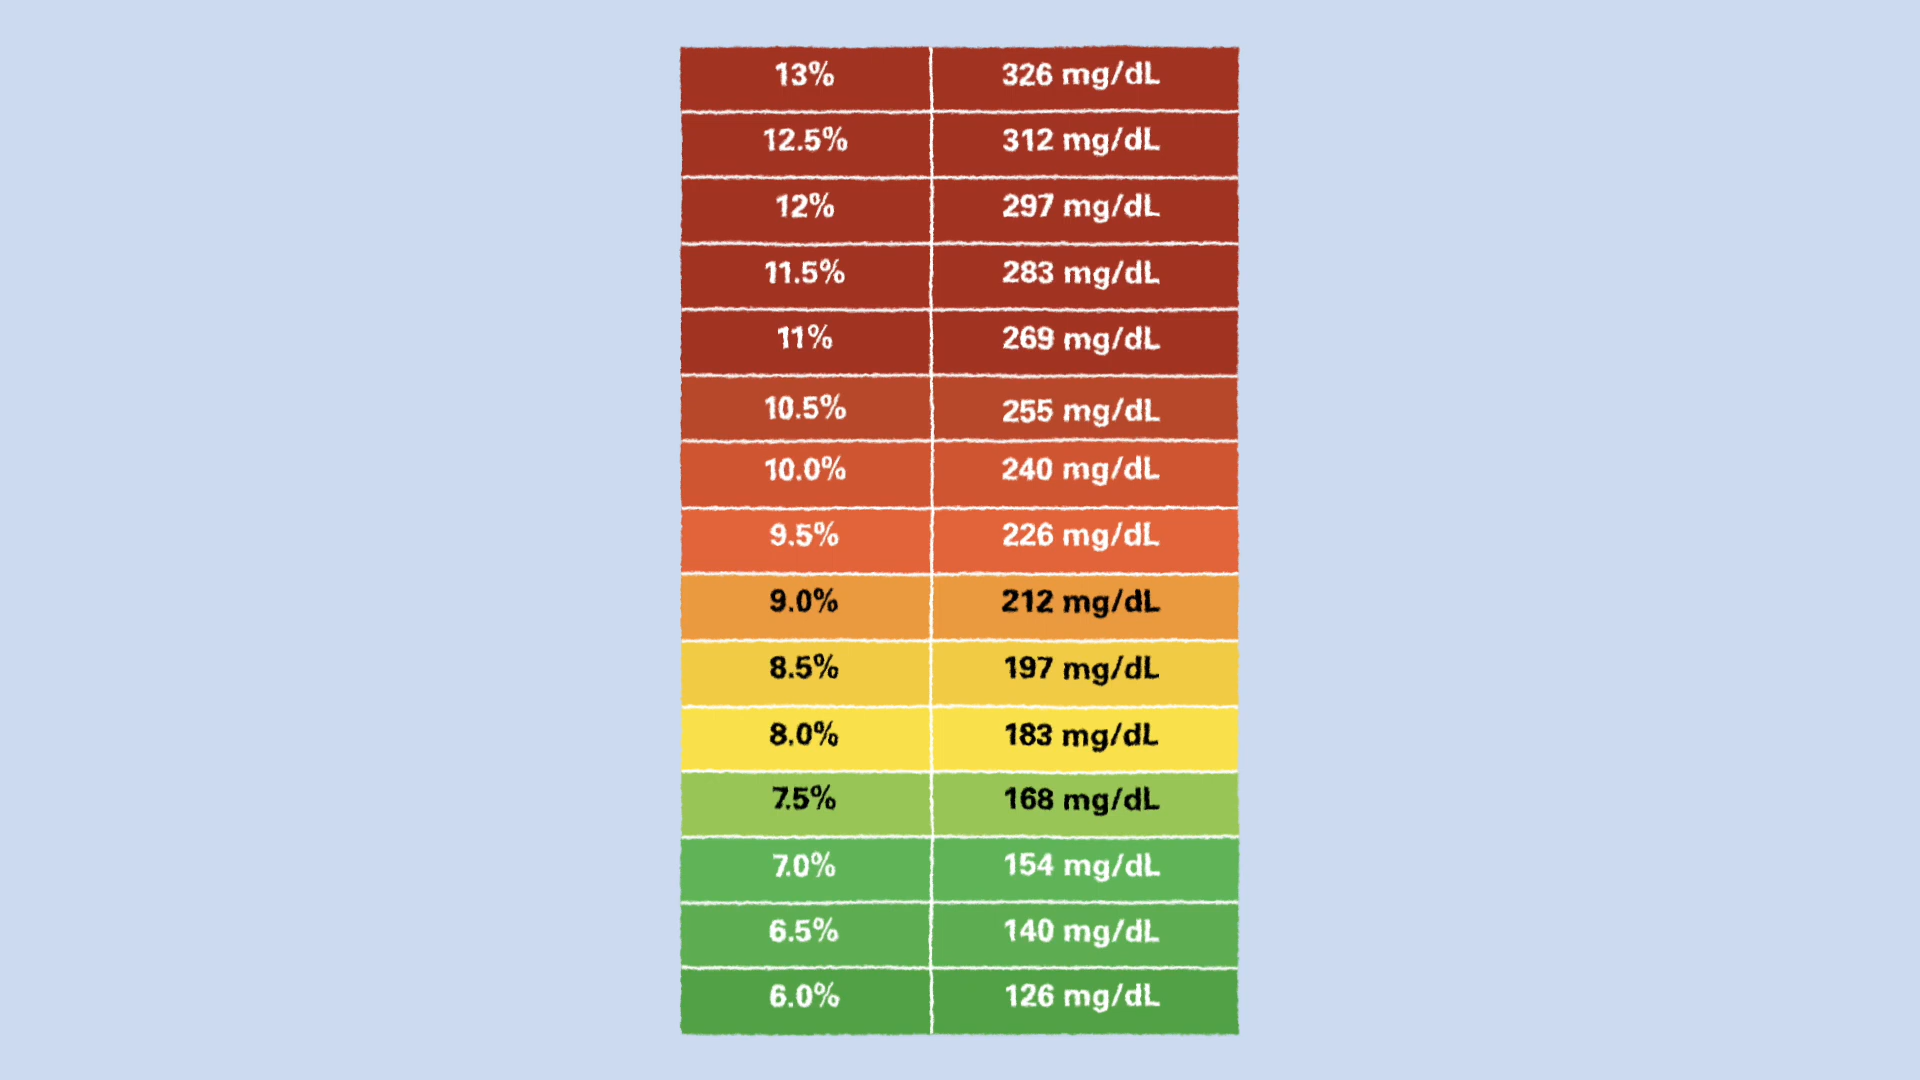 13% 326 mg/dL
12.5% 312 mg/dL
12% 297 mg/dL
11.5% 283 mg/dL
11% 269 mg/dL
10.5% 255 mg/dL
10.0% 240 mg/dL
9.5% 226 mg/dL
9.0% 212 mg/dL
8.5% 197 mg/dL
8.0% 183 mg/dL
7.5% 168 mg/dL
7.0% 154 mg/dL
6.5% 140 mg/dL
6.0% 126 mg/dL